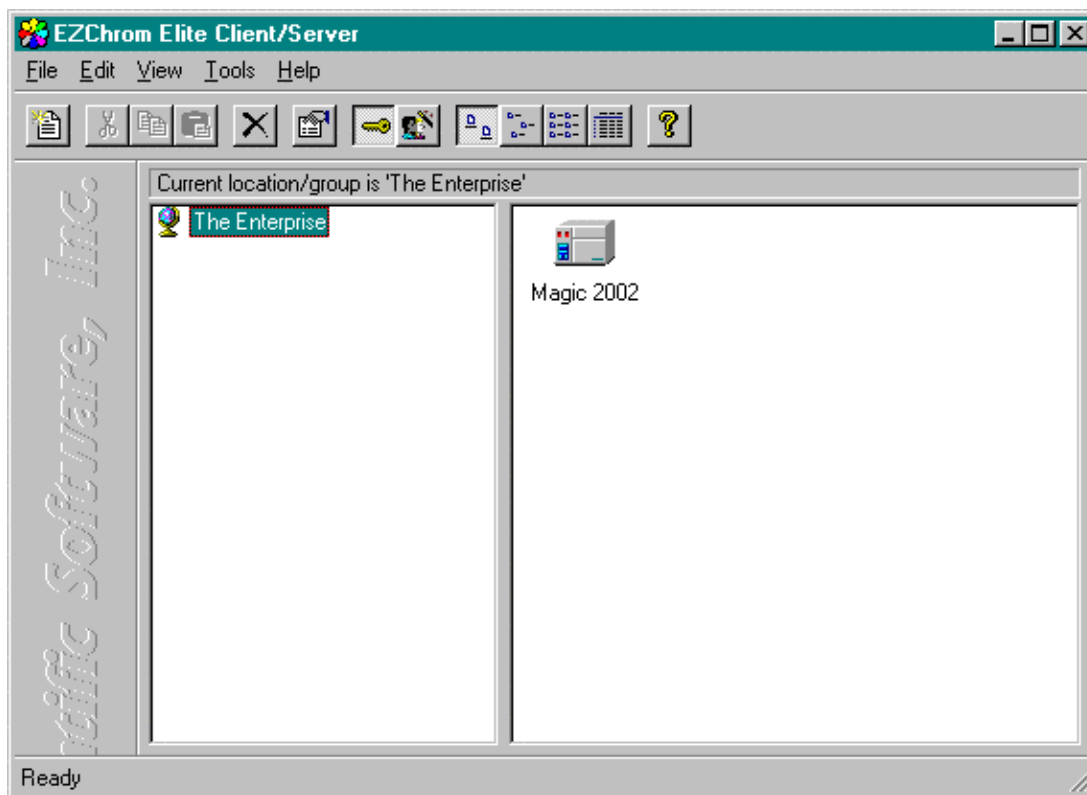 EZChrom Elite Client/Server
File Edit View Tools Help
Current location/group is 'The Enterprise'
The Enterprise
Magic 2002
Software, Inc.
Ready